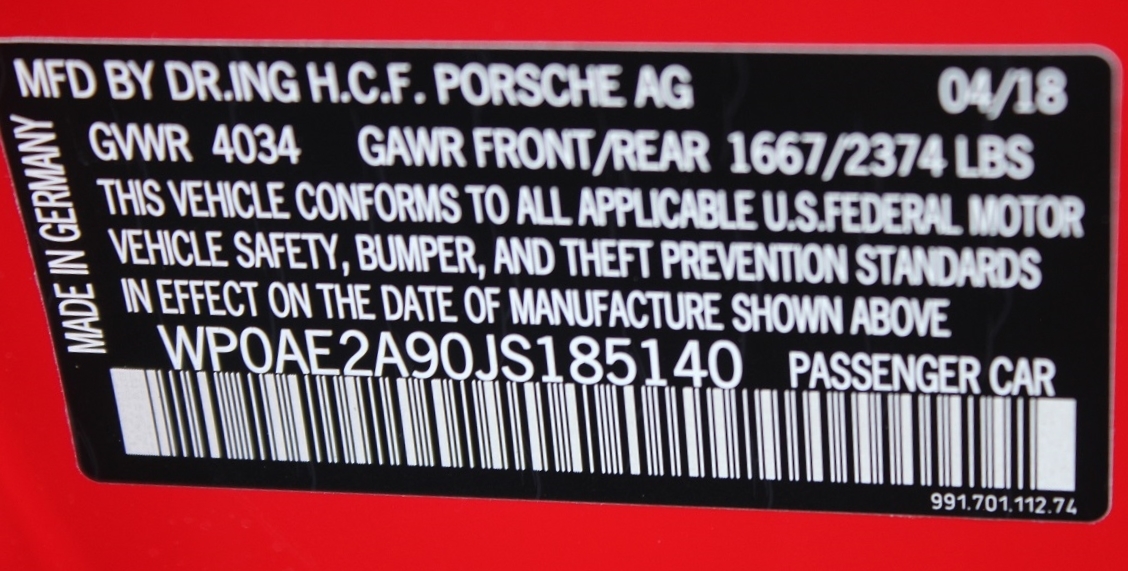 MFD BY DR.ING H.C.F. PORSCHE AG 04/18
GVWR 4034 GAWR FRONT/REAR 1667/2374 LBS
THIS VEHICLE CONFORMS TO ALL APPLICABLE U.S.FEDERAL MOTOR
VEHICLE SAFETY, BUMPER, AND THEFT PREVENTION STANDARDS
IN EFFECT ON THE DATE OF MANUFACTURE SHOWN ABOVE
WP0AE2A90JS185140 PASSENGER CAR
991.701.112.74
MADE IN GERMANY